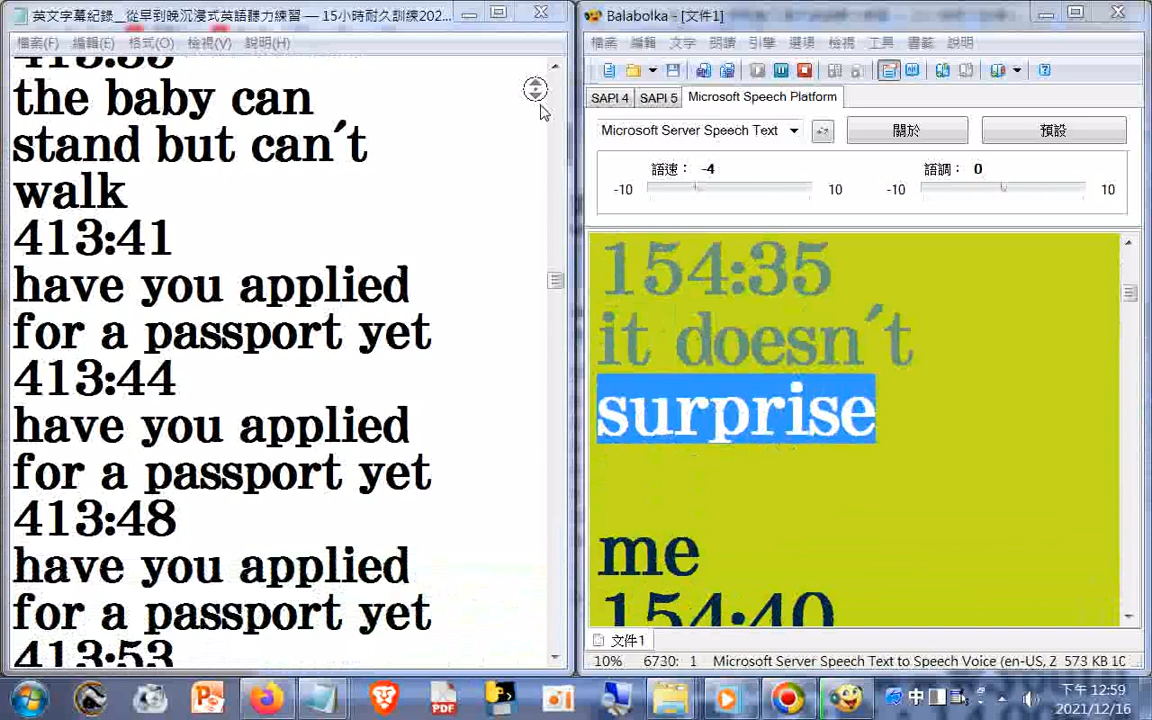 英文字幕紀錄__從早到晚沉浸式英語聽力練習 — 15小時耐久訓練202...
檔案(F) 編輯(E) 格式(O) 檢視(V) 說明(H)
the baby can
stand but can't
walk
413:41
have you applied
for a passport yet
413:44
have you applied
for a passport yet
413:48
have you applied
for a passport yet
413:53
Balabolka - [文件1]
檔案 編輯 文字 朗讀 引擎 選項 檢視 工具 書籤 說明
SAPI 4 SAPI 5 Microsoft Speech Platform
Microsoft Server Speech Text 關於 預設
語速： -4 語調： 0
-10 10 -10 10
154:35
it doesn't
surprise
me
154:40
文件1
10% 6730: 1 Microsoft Server Speech Text to Speech Voice (en-US, 2 573 KB 10
PDF 中 下午 12:59
2021/12/16